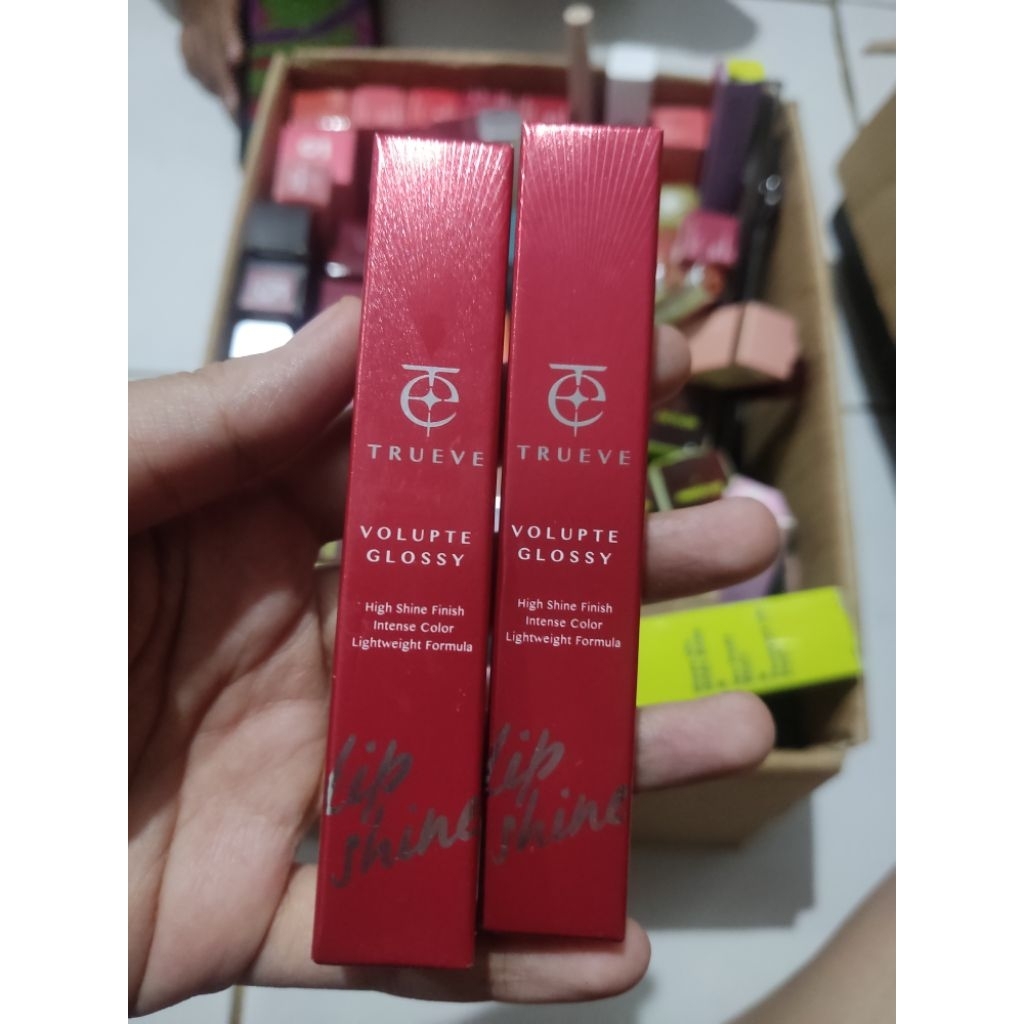 TRUEVE
VOLUPTE
GLOSSY
High Shine Finish
Intense Color
Lightweight Formula
Lip
shine
TRUEVE
VOLUPTE
GLOSSY
High Shine Finish
Intense Color
Lightweight Formula
Lip
shine